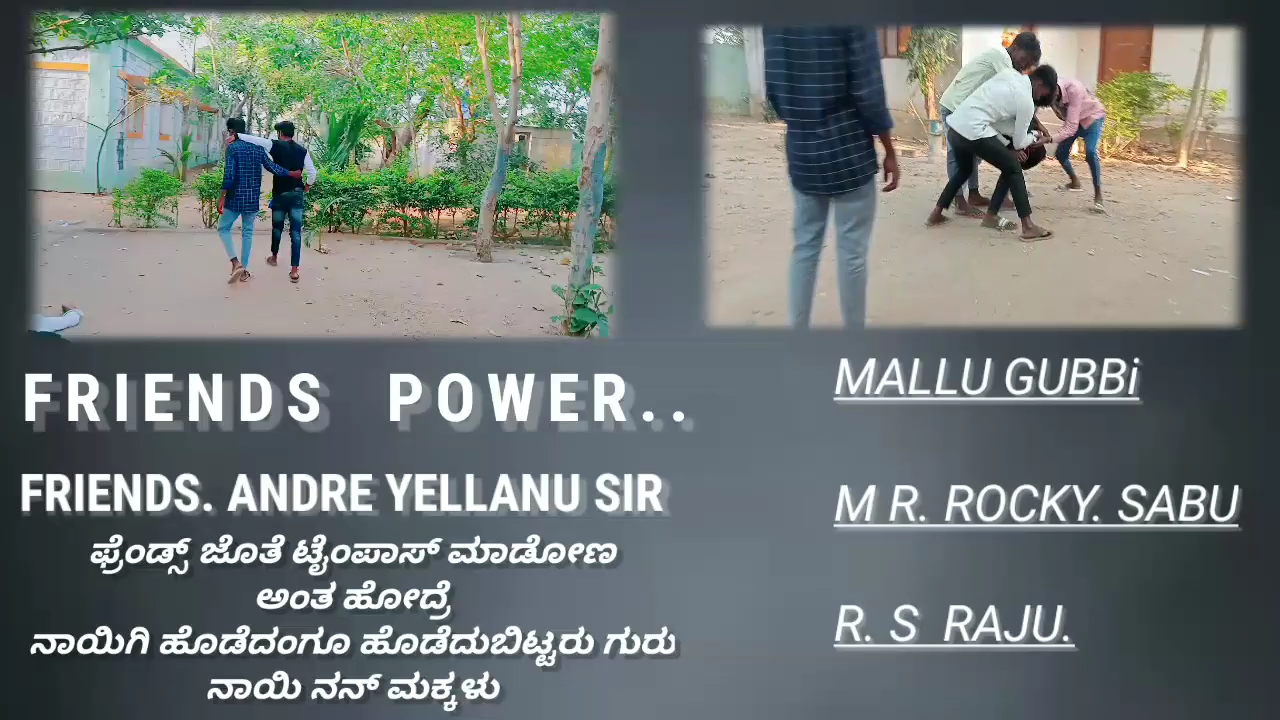 FRIENDS POWER..
FRIENDS. ANDRE YELLANU SIR
ಫ್ರೆಂಡ್ಸ್ ಜೊತೆ ಟೈಂಪಾಸ್ ಮಾಡೋಣ
ಅಂತ ಹೋದ್ರೆ
ನಾಯಿಗಿ ಹೊಡೆದಂಗೂ ಹೊಡೆದುಬಿಟ್ಟರು ಗುರು
ನಾಯಿ ನನ್ ಮಕ್ಕಳು
MALLU GUBBi
M R. ROCKY. SABU
R. S RAJU.